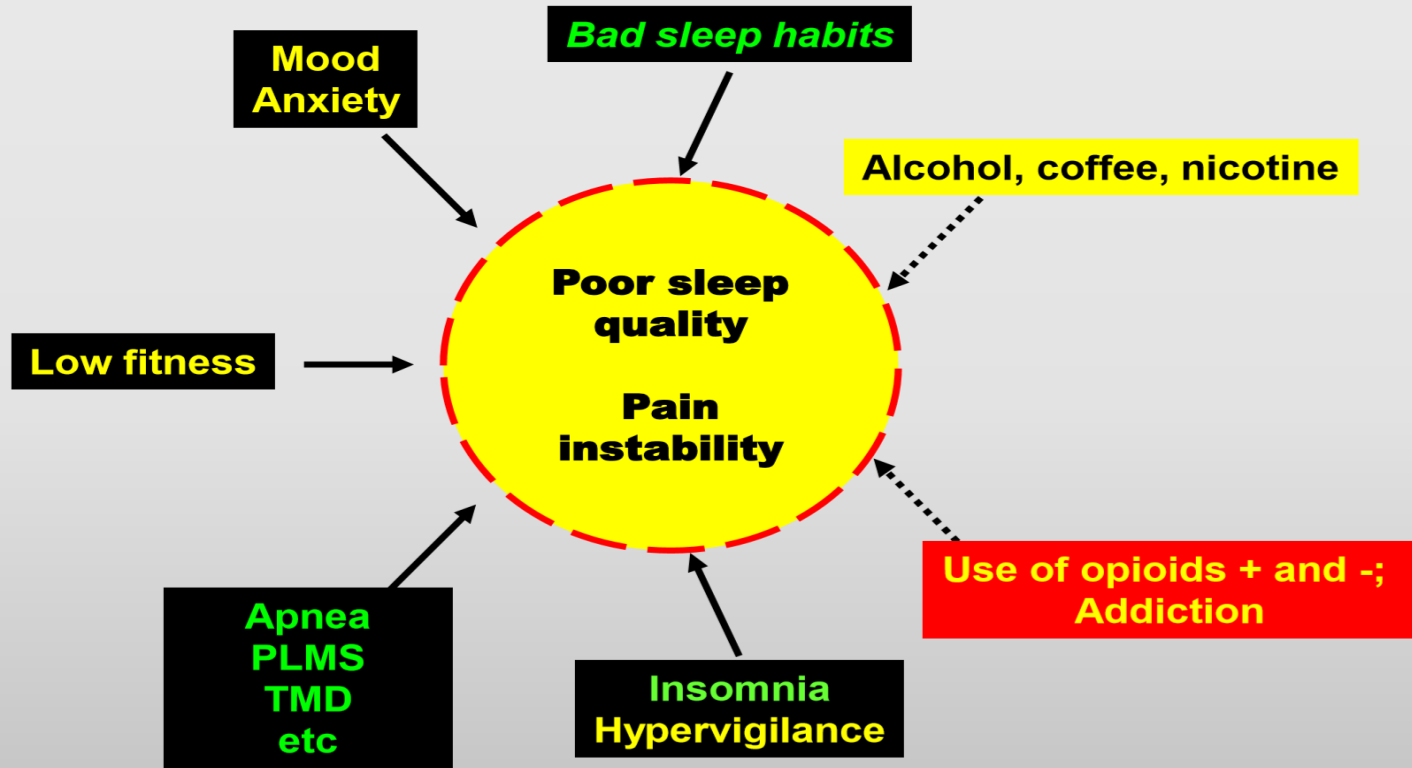 Bad sleep habits
Mood
Anxiety
Alcohol, coffee, nicotine
Poor sleep
quality
Pain
instability
Low fitness
Use of opioids + and -;
Addiction
Apnea
PLMS
TMD
etc
Insomnia
Hypervigilance